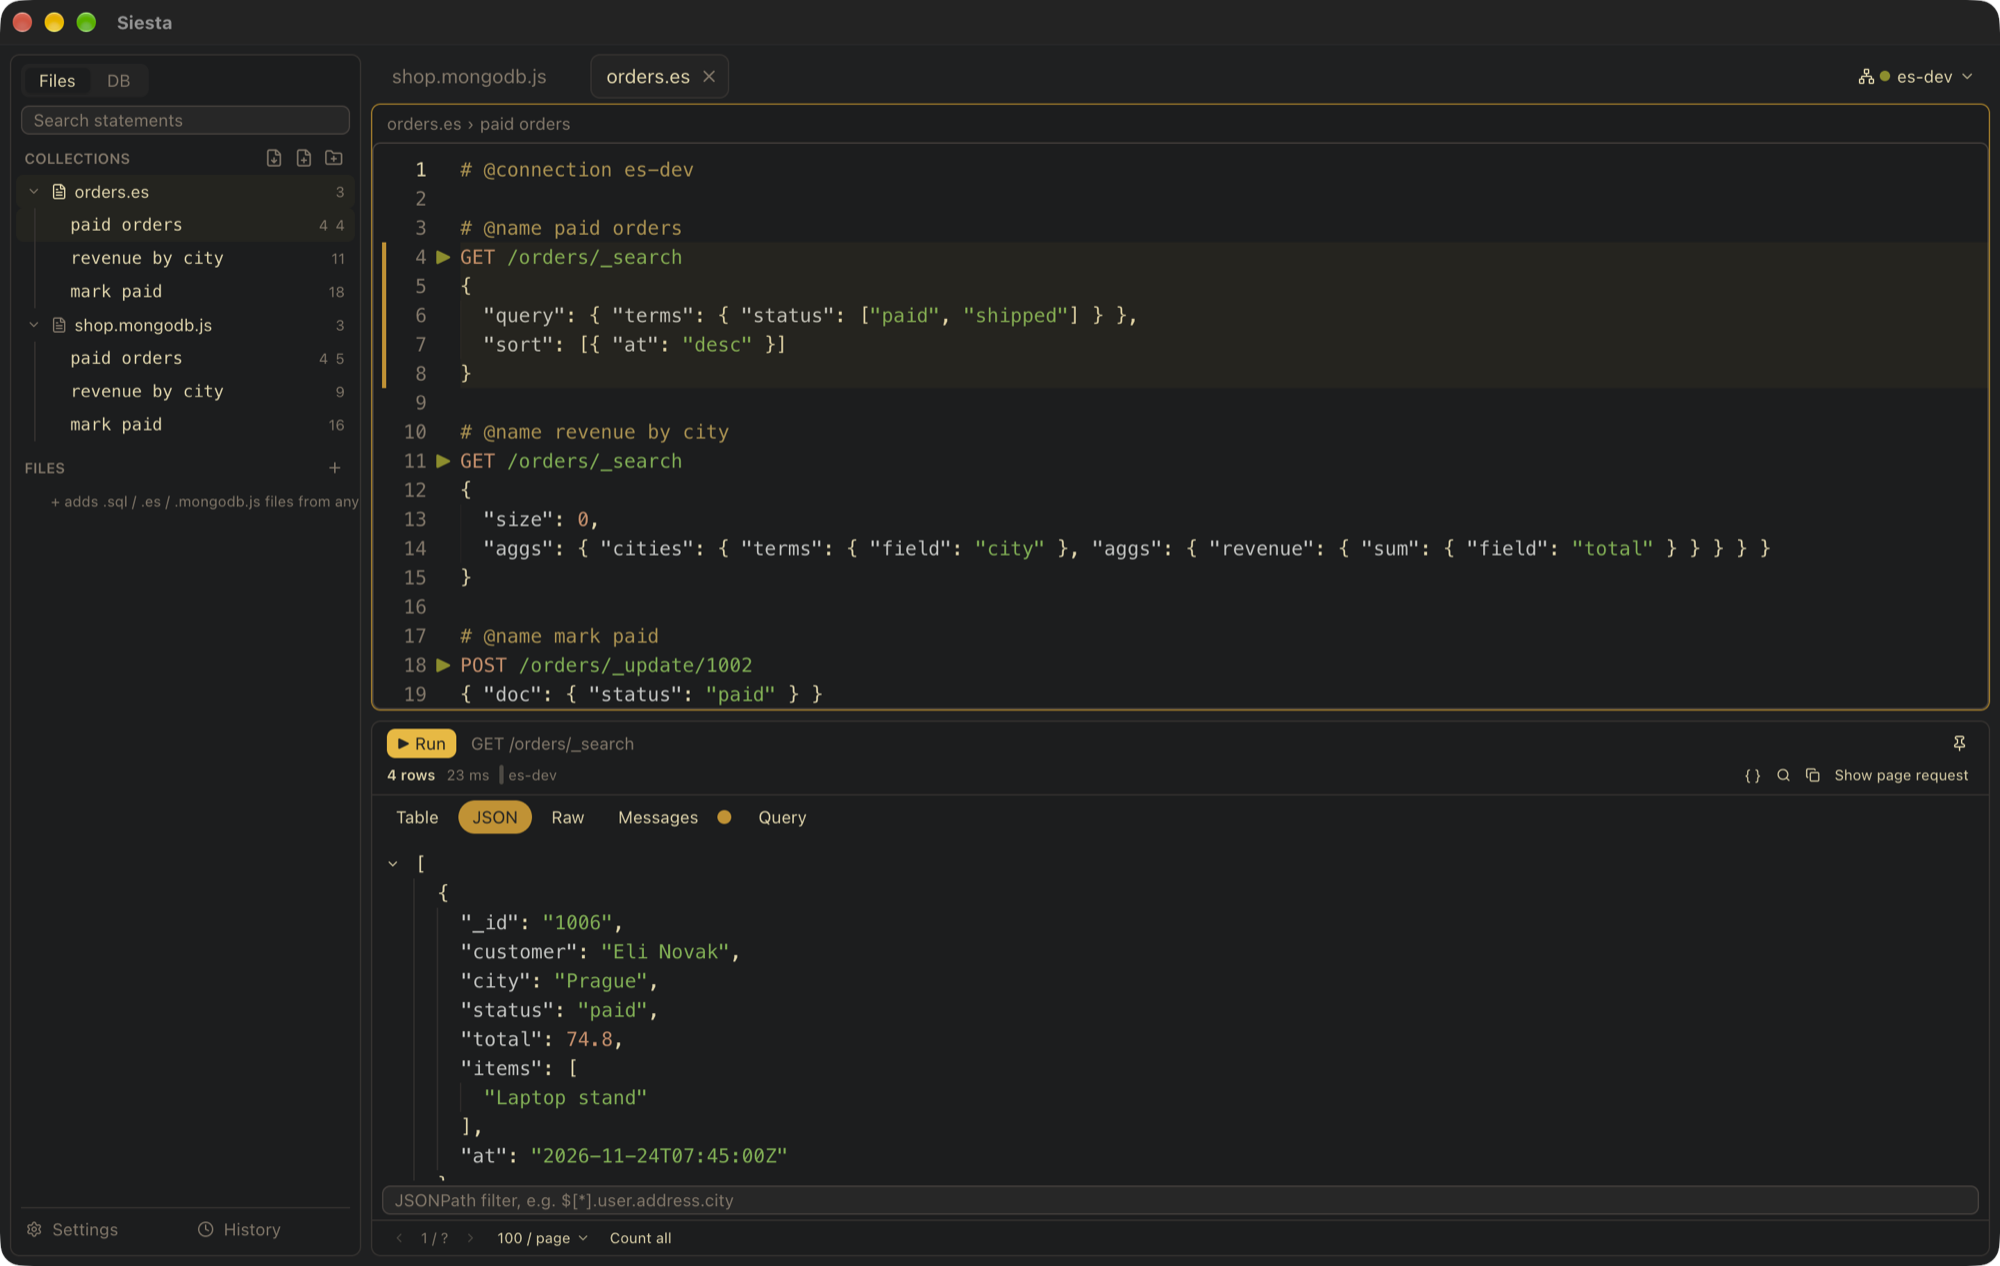 Siesta
Files DB
Search statements
COLLECTIONS
orders.es 3
paid orders 4 4
revenue by city 11
mark paid 18
shop.mongodb.js 3
paid orders 4 5
revenue by city 9
mark paid 16
FILES +
+ adds .sql / .es / .mongodb.js files from any
Settings History
shop.mongodb.js orders.es es-dev
orders.es › paid orders
1 # @connection es-dev
2
3 # @name paid orders
4 GET /orders/_search
5 {
6 "query": { "terms": { "status": ["paid", "shipped"] } },
7 "sort": [{ "at": "desc" }]
8 }
9
10 # @name revenue by city
11 GET /orders/_search
12 {
13 "size": 0,
14 "aggs": { "cities": { "terms": { "field": "city" }, "aggs": { "revenue": { "sum": { "field": "total" } } } } }
15 }
16
17 # @name mark paid
18 POST /orders/_update/1002
19 { "doc": { "status": "paid" } }
Run GET /orders/_search
4 rows 23 ms es-dev {} Show page request
Table JSON Raw Messages Query
[
{
"_id": "1006",
"customer": "Eli Novak",
"city": "Prague",
"status": "paid",
"total": 74.8,
"items": [
"Laptop stand"
],
"at": "2026-11-24T07:45:00Z"
JSONPath filter, e.g. $[*].user.address.city
1 / ? 100 / page Count all